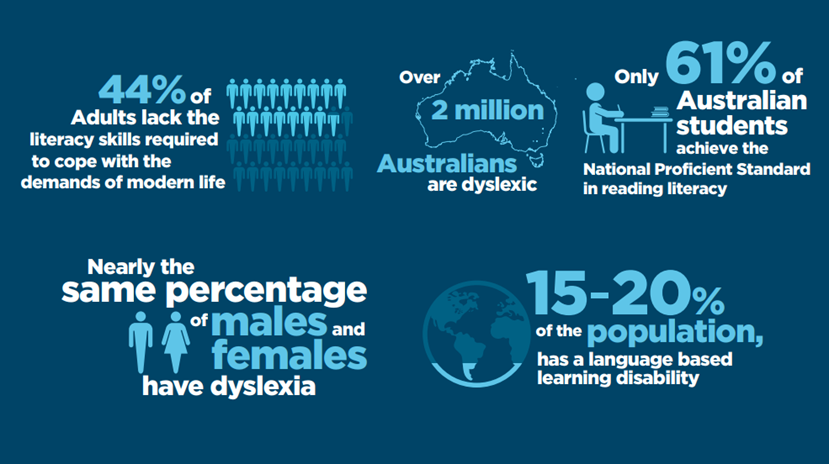 44% of
Adults lack the
literacy skills required
to cope with the
demands of modern life
Over
2 million
Australians
are dyslexic
Only 61% of
Australian
students
achieve the
National Proficient Standard
in reading literacy
Nearly the
same percentage
of males and
females
have dyslexia
15-20%
of the population,
has a language based
learning disability